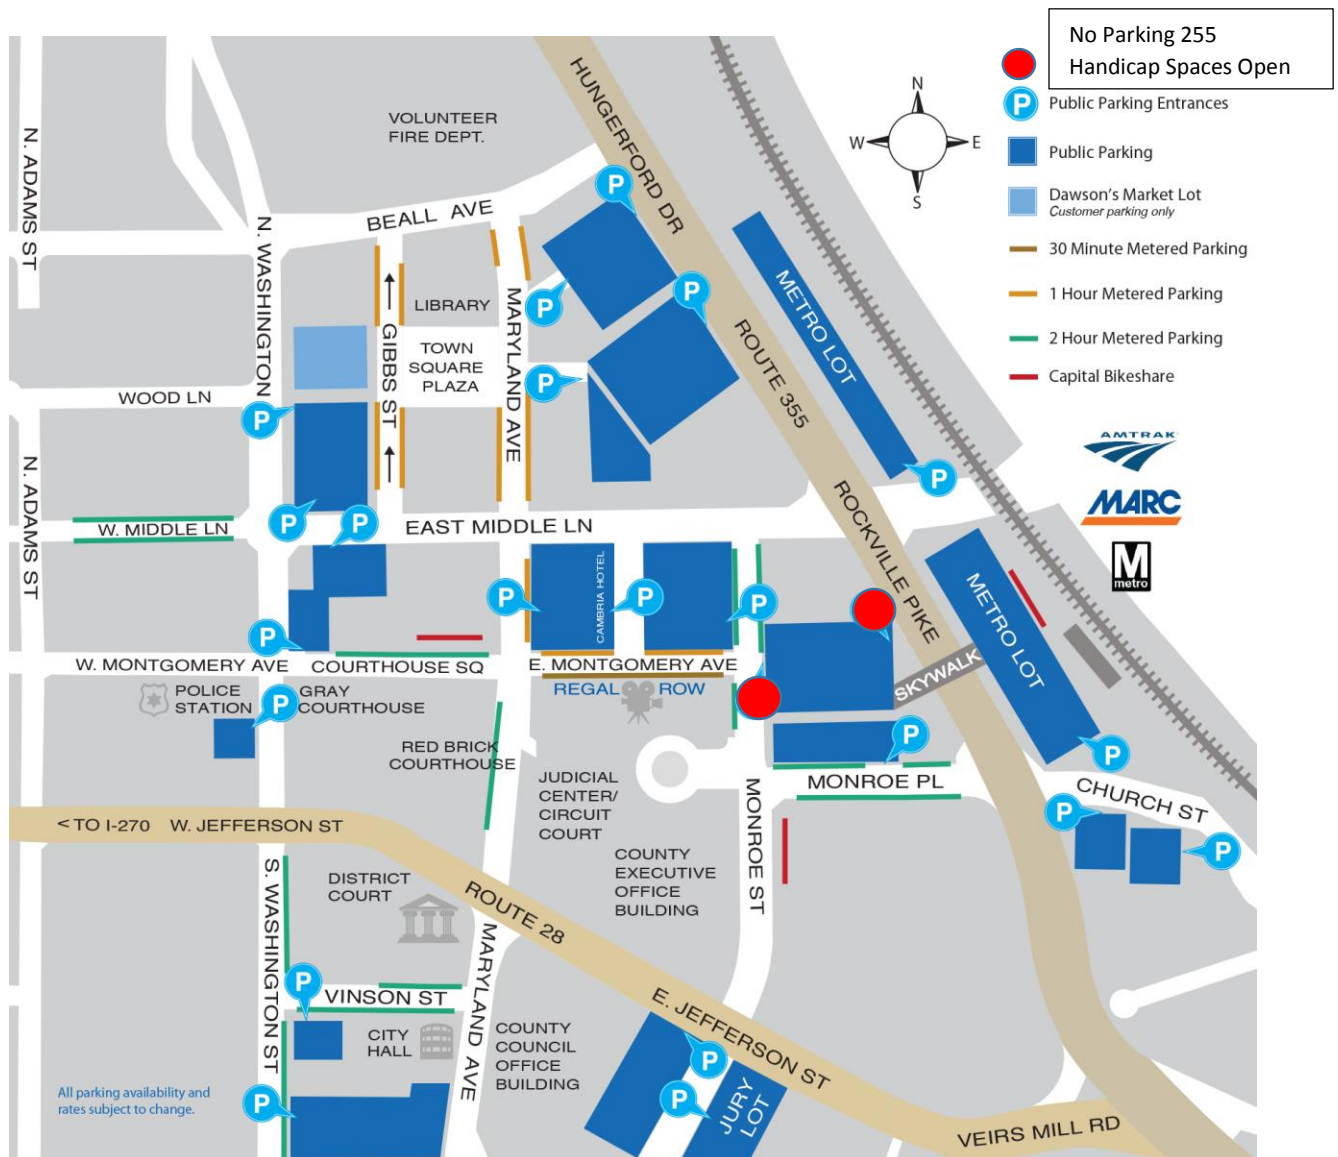 No Parking 255
Handicap Spaces Open
P Public Parking Entrances
Public Parking
Dawson's Market Lot
Customer parking only
30 Minute Metered Parking
1 Hour Metered Parking
2 Hour Metered Parking
Capital Bikeshare
AMTRAK
MARC
M
metro
N
W
E
S
HUNGERFORD DR
VOLUNTEER
FIRE DEPT.
N. ADAMS ST
BEALL AVE
P
N. WASHINGTON
METRO LOT
LIBRARY
MARYLAND AVE
P
P
GIBBS ST
ROUTE 355
TOWN
SQUARE
PLAZA
P
WOOD LN
P
N. ADAMS ST
P
ROCKVILLE PIKE
P
P
W. MIDDLE LN
EAST MIDDLE LN
CAMBRIA HOTEL
P
P
P
METRO LOT
P
W. MONTGOMERY AVE
COURTHOUSE SQ
E. MONTGOMERY AVE
SKYWALK
POLICE
STATION
P
GRAY
COURTHOUSE
REGAL
ROW
RED BRICK
COURTHOUSE
P
P
JUDICIAL
CENTER/
CIRCUIT
COURT
MONROE PL
MONROE ST
CHURCH ST
P
P
< TO I-270 W. JEFFERSON ST
COUNTY
EXECUTIVE
OFFICE
BUILDING
S. WASHINGTON ST
DISTRICT
COURT
ROUTE 28
MARYLAND AVE
P
VINSON ST
E. JEFFERSON ST
CITY
HALL
COUNTY
COUNCIL
OFFICE
BUILDING
P
P
JURY
LOT
All parking availability and
rates subject to change.
P
VEIRS MILL RD